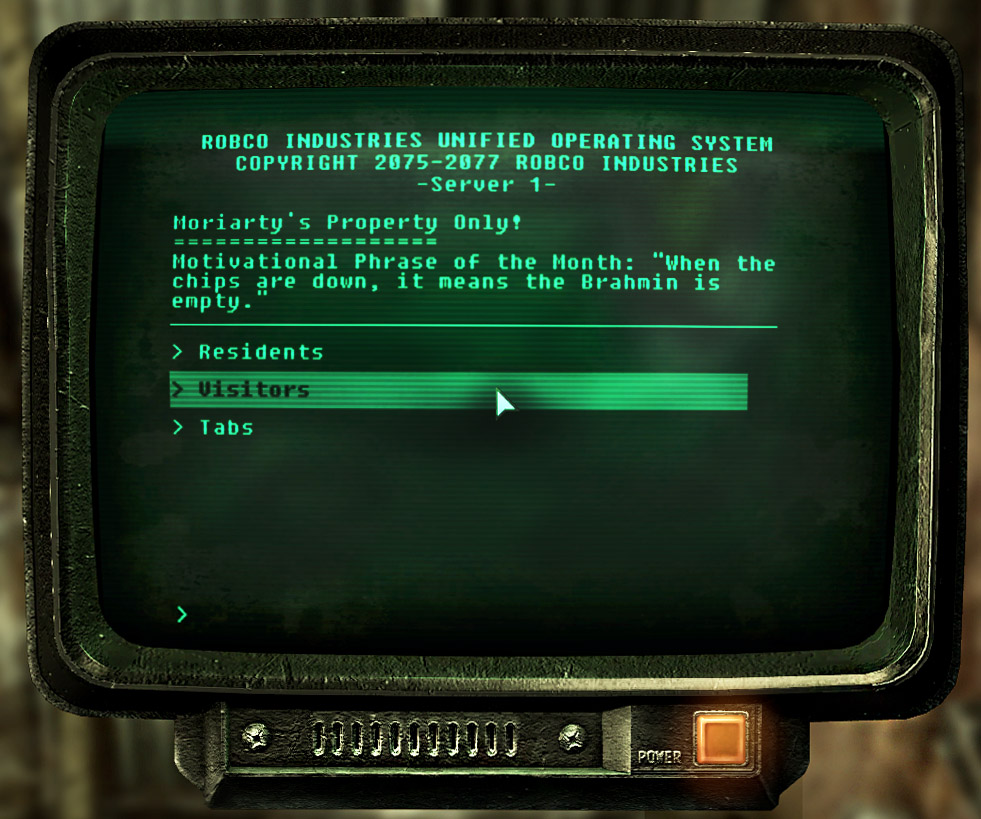 ROBCO INDUSTRIES UNIFIED OPERATING SYSTEM
COPYRIGHT 2075-2077 ROBCO INDUSTRIES
-Server 1-
Moriarty's Property Only!
===================
Motivational Phrase of the Month: "When the
chips are down, it means the Brahmin is
empty."
> Residents
> Visitors
> Tabs
>
POWER